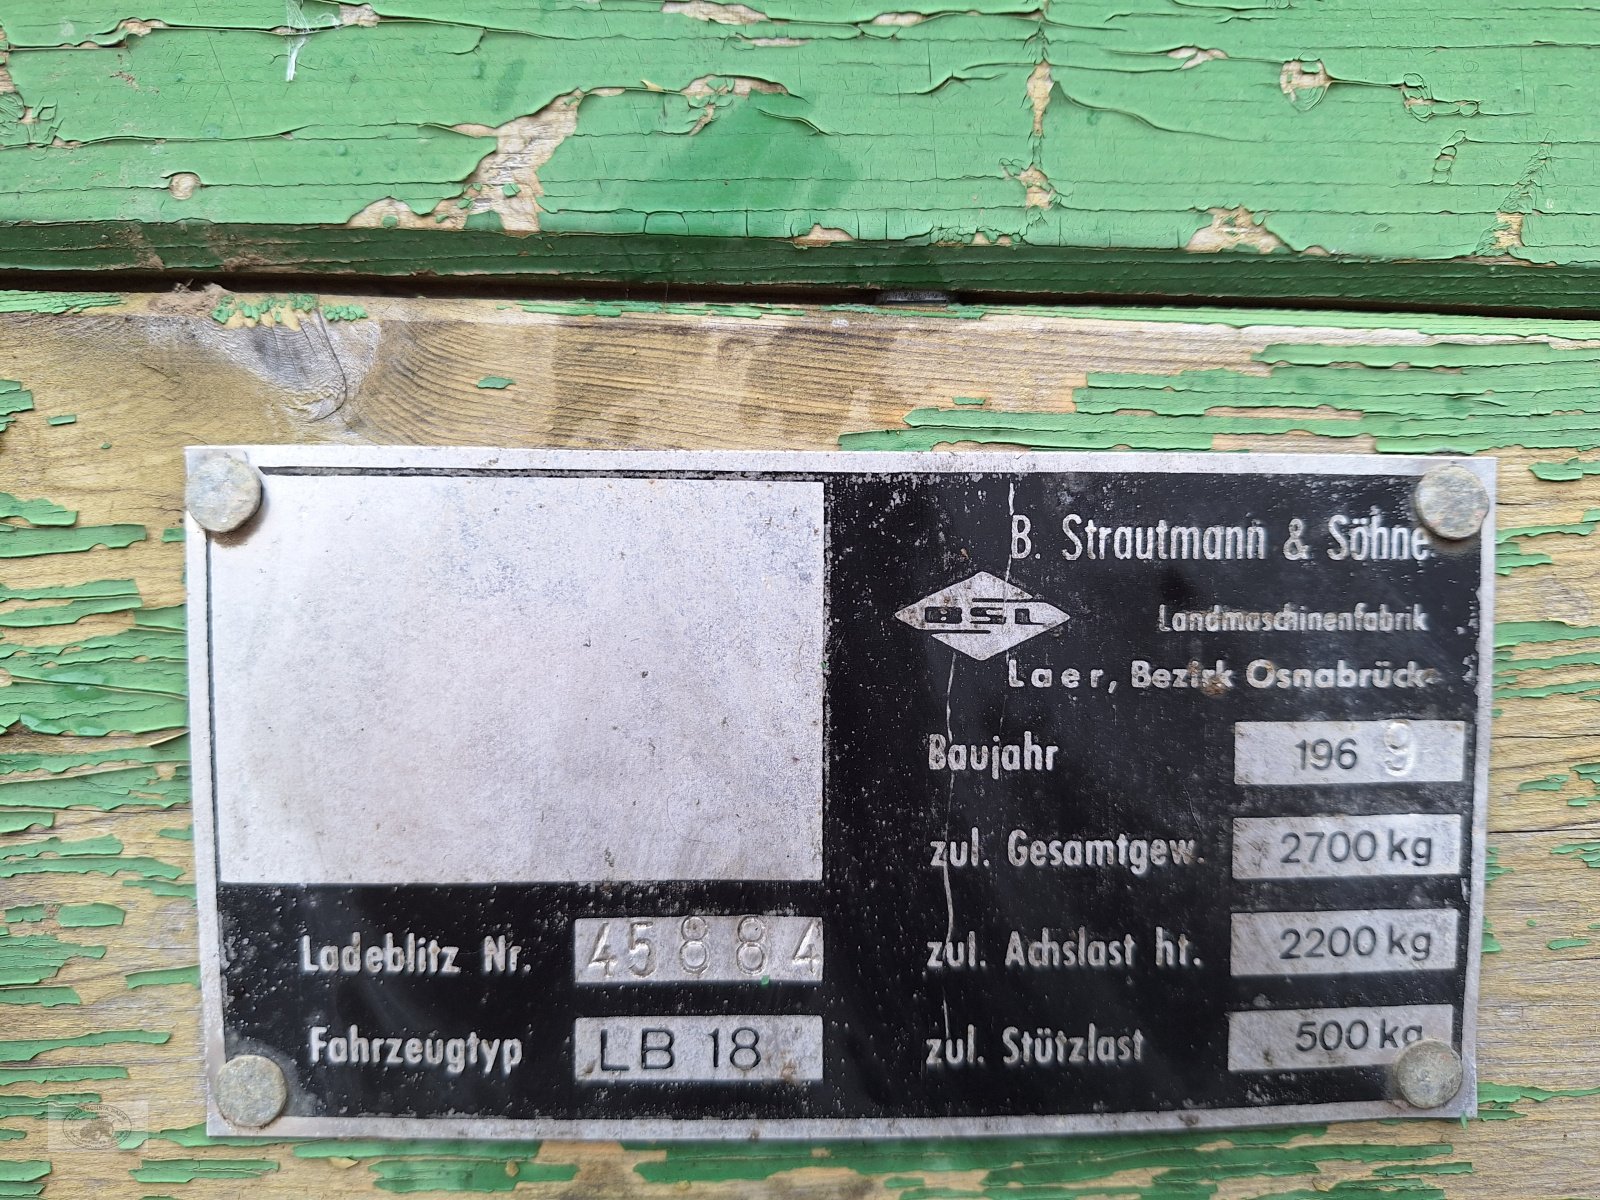 B. Strautmann & Söhne
BSL
Landmaschinenfabrik
Laer, Bezirk Osnabrück
Baujahr 1969
zul. Gesamtgew. 2700 kg
zul. Achslast ht. 2200 kg
zul. Stützlast 500 kg
Ladeblitz Nr. 45884
Fahrzeugtyp LB 18